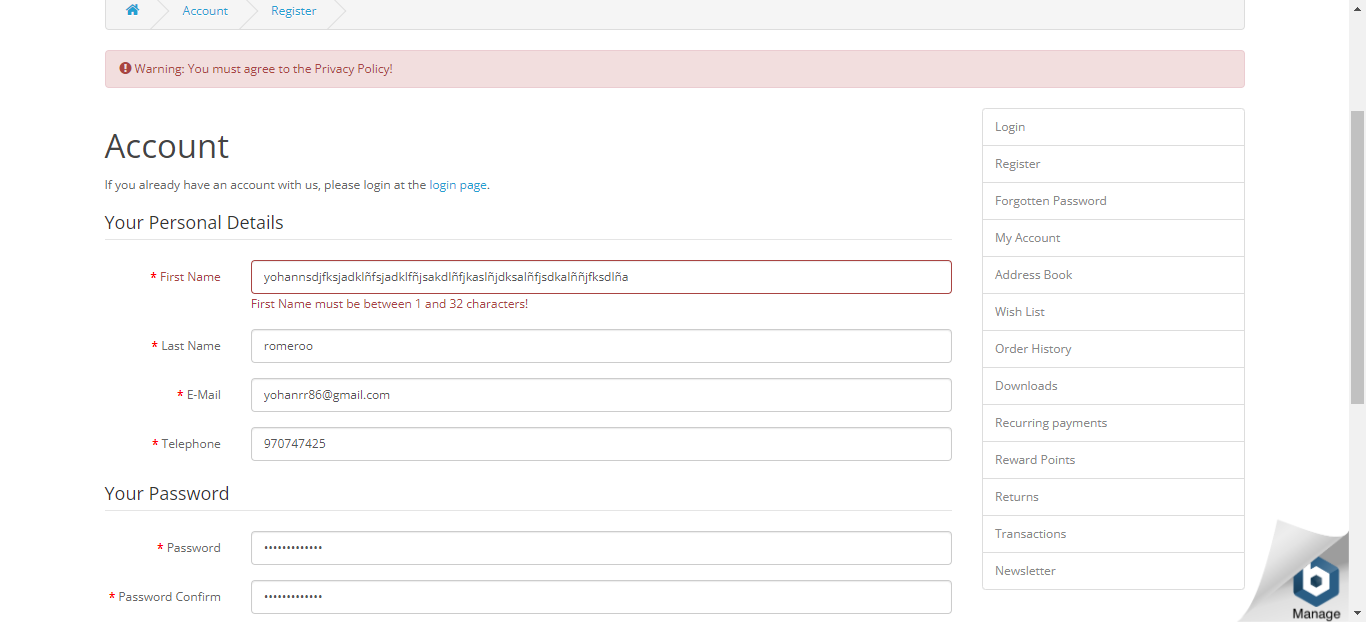 Account Register
Warning: You must agree to the Privacy Policy!
Account
If you already have an account with us, please login at the login page.
Your Personal Details
* First Name yohannsdjfksjadklñfsjadklfñjsakdlñfjkaslñjdksalñfjsdkalññjfksdlña
First Name must be between 1 and 32 characters!
* Last Name romeroo
* E-Mail yohanrr86@gmail.com
* Telephone 970747425
Your Password
* Password •••••••••••••
* Password Confirm •••••••••••••
Login
Register
Forgotten Password
My Account
Address Book
Wish List
Order History
Downloads
Recurring payments
Reward Points
Returns
Transactions
Newsletter
Manage